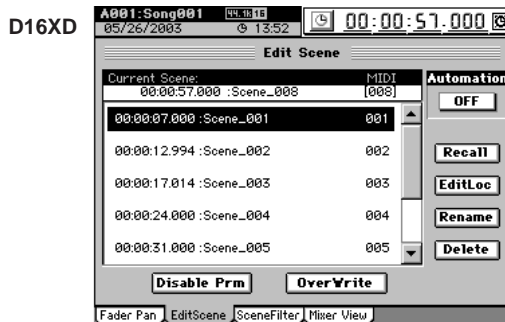 D16XD
A001:Song001 44.1k16
05/26/2003 13:52 00:00:57.000
Edit Scene
Current Scene: MIDI
00:00:57.000 :Scene_008 [008]
Automation
OFF
00:00:07.000 :Scene_001 001
00:00:12.994 :Scene_002 002
00:00:17.014 :Scene_003 003
00:00:24.000 :Scene_004 004
00:00:31.000 :Scene_005 005
Recall
EditLoc
Rename
Delete
Disable Prm OverWrite
Fader Pan EditScene SceneFilter Mixer View